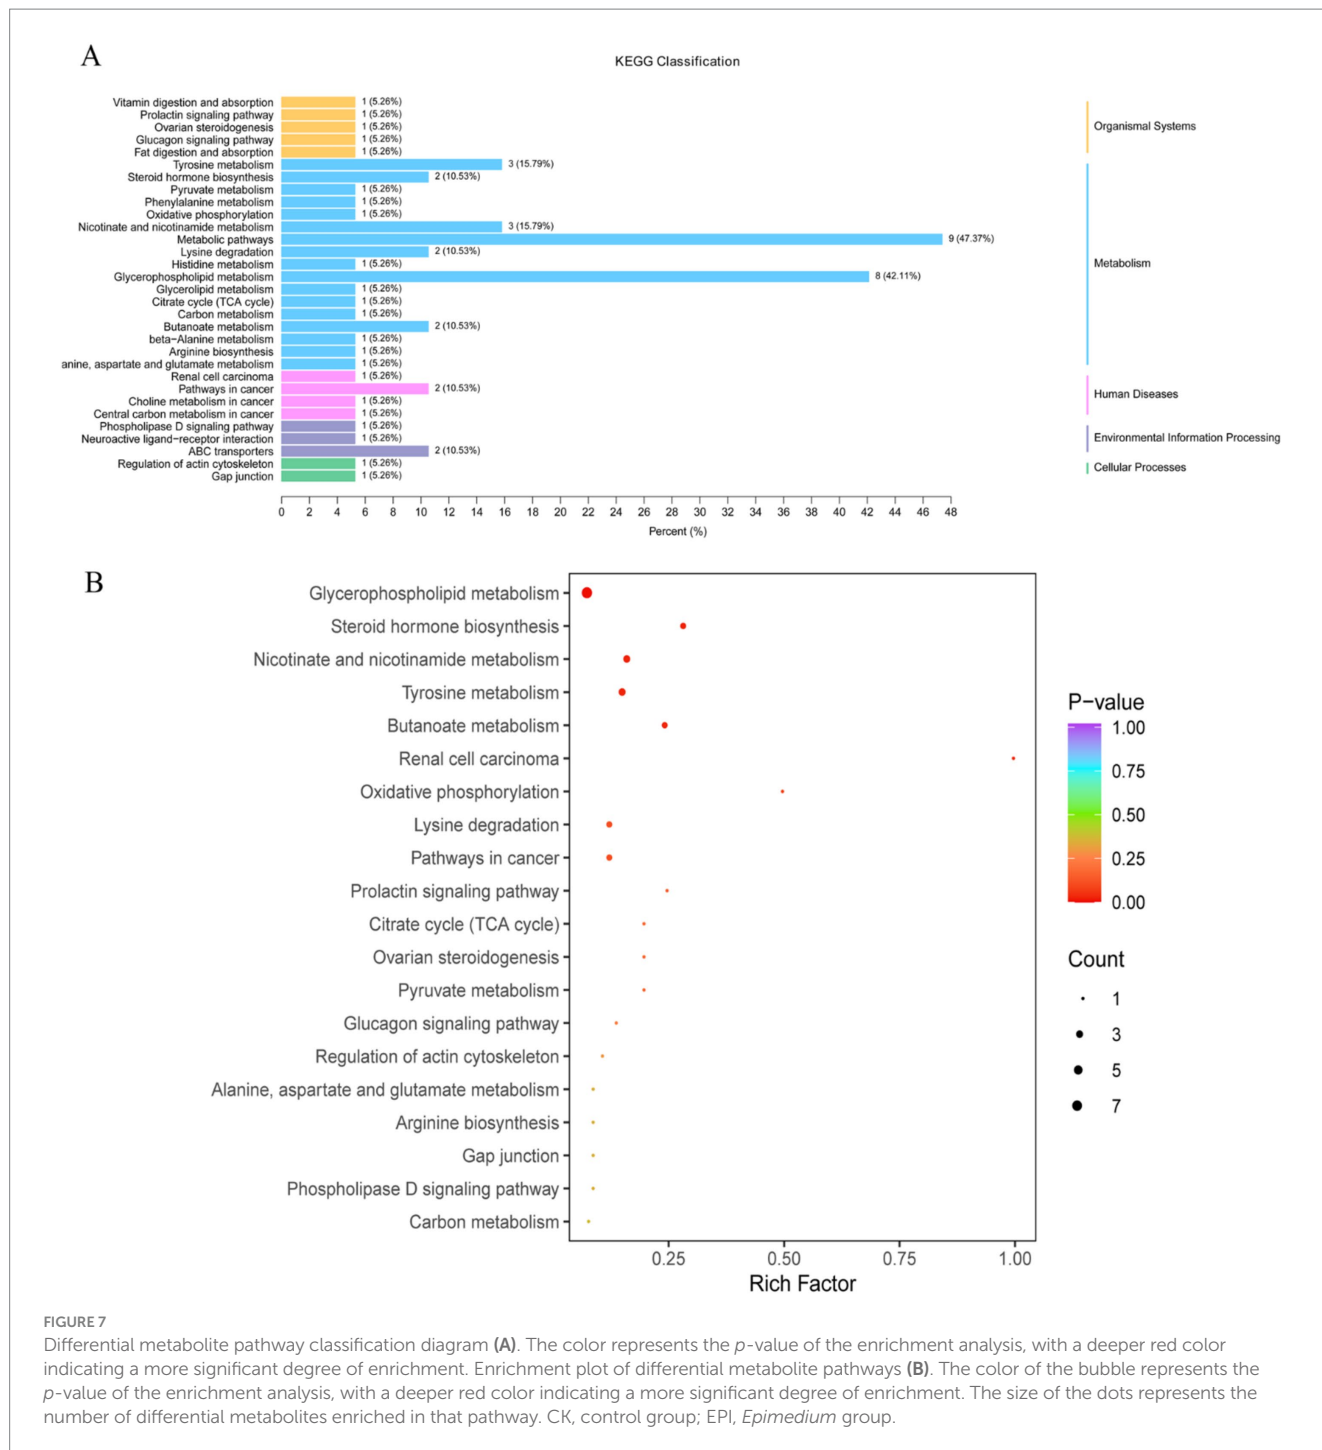 A
KEGG Classification
Vitamin digestion and absorption 1 (5.26%)
Prolactin signaling pathway 1 (5.26%)
Ovarian steroidogenesis 1 (5.26%)
Glucagon signaling pathway 1 (5.26%)
Fat digestion and absorption 1 (5.26%)
Tyrosine metabolism 3 (15.79%)
Steroid hormone biosynthesis 2 (10.53%)
Pyruvate metabolism 1 (5.26%)
Phenylalanine metabolism 1 (5.26%)
Oxidative phosphorylation 1 (5.26%)
Nicotinate and nicotinamide metabolism 3 (15.79%)
Metabolic pathways 9 (47.37%)
Lysine degradation 2 (10.53%)
Histidine metabolism 1 (5.26%)
Glycerophospholipid metabolism 8 (42.11%)
Glycerolipid metabolism 1 (5.26%)
Citrate cycle (TCA cycle) 1 (5.26%)
Carbon metabolism 1 (5.26%)
Butanoate metabolism 2 (10.53%)
beta−Alanine metabolism 1 (5.26%)
Arginine biosynthesis 1 (5.26%)
anine, aspartate and glutamate metabolism 1 (5.26%)
Renal cell carcinoma 1 (5.26%)
Pathways in cancer 2 (10.53%)
Choline metabolism in cancer 1 (5.26%)
Central carbon metabolism in cancer 1 (5.26%)
Phospholipase D signaling pathway 1 (5.26%)
Neuroactive ligand−receptor interaction 1 (5.26%)
ABC transporters 2 (10.53%)
Regulation of actin cytoskeleton 1 (5.26%)
Gap junction 1 (5.26%)
Organismal Systems
Metabolism
Human Diseases
Environmental Information Processing
Cellular Processes
0 2 4 6 8 10 12 14 16 18 20 22 24 26 28 30 32 34 36 38 40 42 44 46 48
Percent (%)
B
Glycerophospholipid metabolism
Steroid hormone biosynthesis
Nicotinate and nicotinamide metabolism
Tyrosine metabolism
Butanoate metabolism
Renal cell carcinoma
Oxidative phosphorylation
Lysine degradation
Pathways in cancer
Prolactin signaling pathway
Citrate cycle (TCA cycle)
Ovarian steroidogenesis
Pyruvate metabolism
Glucagon signaling pathway
Regulation of actin cytoskeleton
Alanine, aspartate and glutamate metabolism
Arginine biosynthesis
Gap junction
Phospholipase D signaling pathway
Carbon metabolism
0.25 0.50 0.75 1.00
Rich Factor
P−value
1.00
0.75
0.50
0.25
0.00
Count
1
3
5
7
FIGURE 7
Differential metabolite pathway classification diagram (A). The color represents the p-value of the enrichment analysis, with a deeper red color
indicating a more significant degree of enrichment. Enrichment plot of differential metabolite pathways (B). The color of the bubble represents the
p-value of the enrichment analysis, with a deeper red color indicating a more significant degree of enrichment. The size of the dots represents the
number of differential metabolites enriched in that pathway. CK, control group; EPI, Epimedium group.